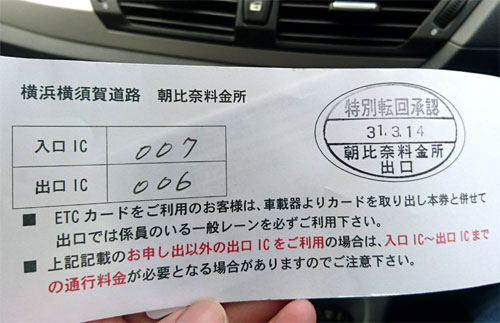 横浜横須賀道路 朝比奈料金所
特別転回承認
31.3.14
朝比奈料金所
出口
入口 IC 007
出口 IC 006
■ ETC カードをご利用のお客様は、車載器よりカードを取り出し本券と併せて
出口では係員のいる一般レーンを必ずご利用下さい。
■ 上記記載のお申し出以外の出口 IC をご利用の場合は、入口 IC～出口 IC まで
の通行料金が必要となる場合がありますのでご注意下さい。